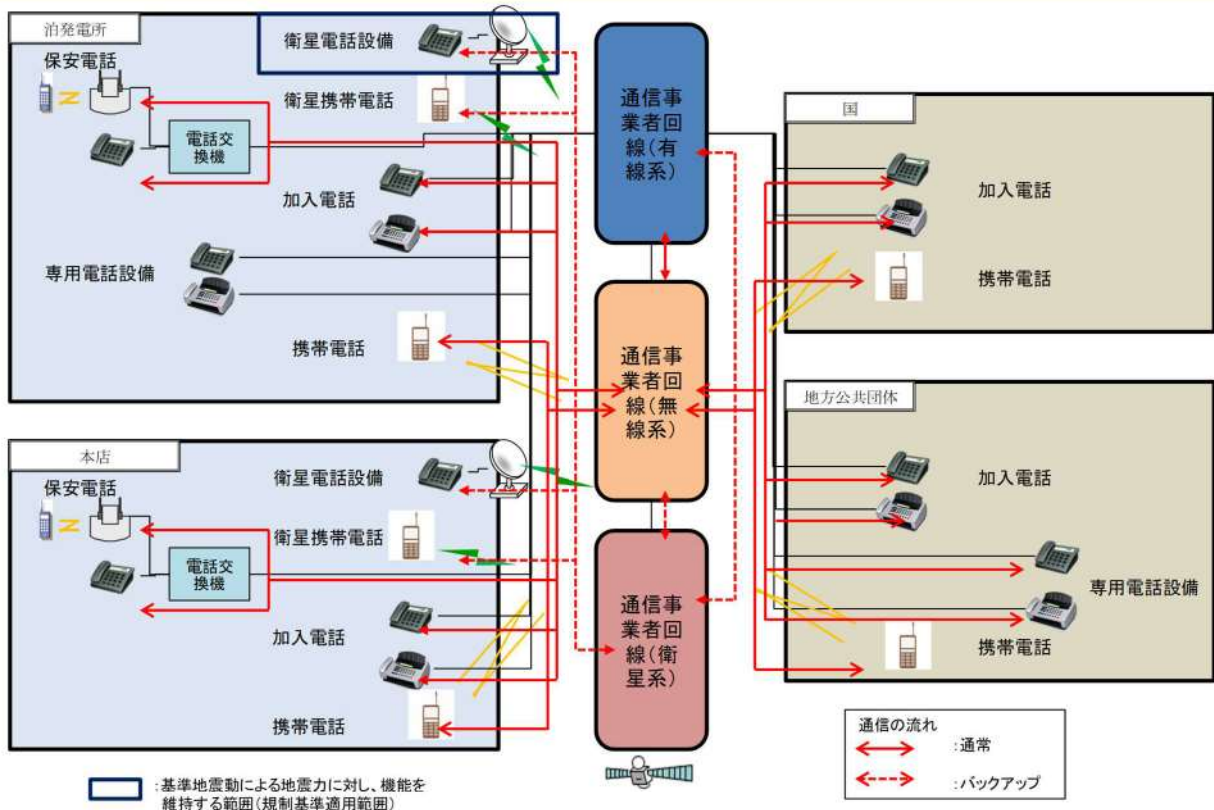 泊発電所
衛星電話設備
保安電話
衛星携帯電話
電話交
換機
加入電話
専用電話設備
携帯電話
本店
衛星電話設備
保安電話
衛星携帯電話
電話交
換機
加入電話
携帯電話
通信事
業者回
線(有
線系)
通信事
業者回
線(無
線系)
通信事
業者回
線(衛
星系)
国
加入電話
携帯電話
地方公共団体
加入電話
専用電話設備
携帯電話
通信の流れ
:通常
:バックアップ
:基準地震動による地震力に対し、機能を
維持する範囲(規制基準適用範囲)